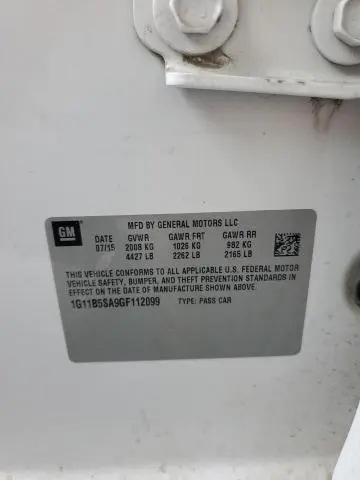 GM
MFD BY GENERAL MOTORS LLC
DATE GVWR GAWR FRT GAWR RR
07/15 2008 KG 1026 KG 982 KG
4427 LB 2262 LB 2165 LB
THIS VEHICLE CONFORMS TO ALL APPLICABLE U.S. FEDERAL MOTOR
VEHICLE SAFETY, BUMPER, AND THEFT PREVENTION STANDARDS IN
EFFECT ON THE DATE OF MANUFACTURE SHOWN ABOVE.
1G11B5SA9GF112099 TYPE: PASS CAR